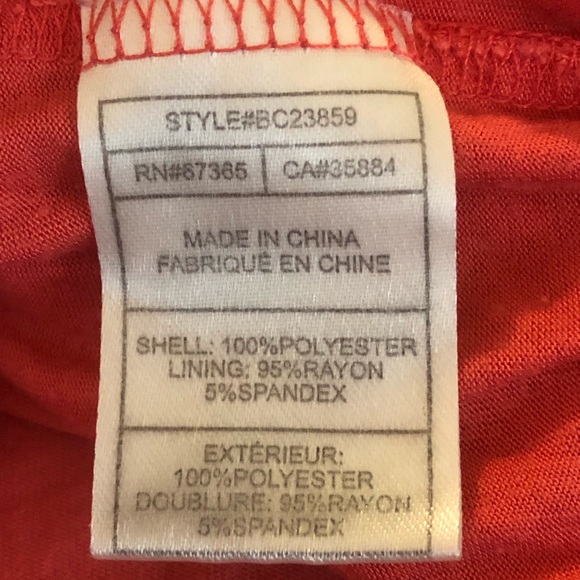 STYLE#BC23859
RN#67365 CA#35884
MADE IN CHINA
FABRIQUÉ EN CHINE
SHELL: 100%POLYESTER
LINING: 95%RAYON
5%SPANDEX
EXTÉRIEUR:
100%POLYESTER
DOUBLURE: 95%RAYON
5%SPANDEX